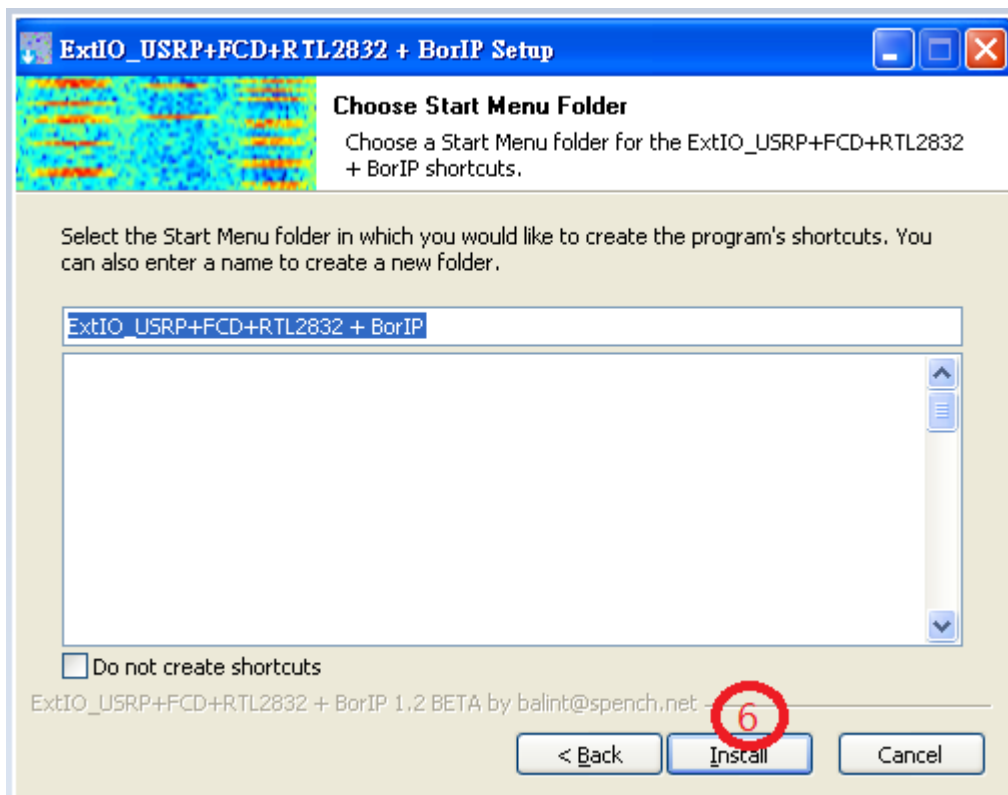 ExtIO_USRP+FCD+RTL2832 + BorIP Setup
Choose Start Menu Folder
Choose a Start Menu folder for the ExtIO_USRP+FCD+RTL2832
+ BorIP shortcuts.
Select the Start Menu folder in which you would like to create the program's shortcuts. You
can also enter a name to create a new folder.
ExtIO_USRP+FCD+RTL2832 + BorIP
Do not create shortcuts
ExtIO_USRP+FCD+RTL2832 + BorIP 1.2 BETA by balint@spench.net
6
< Back
Install
Cancel